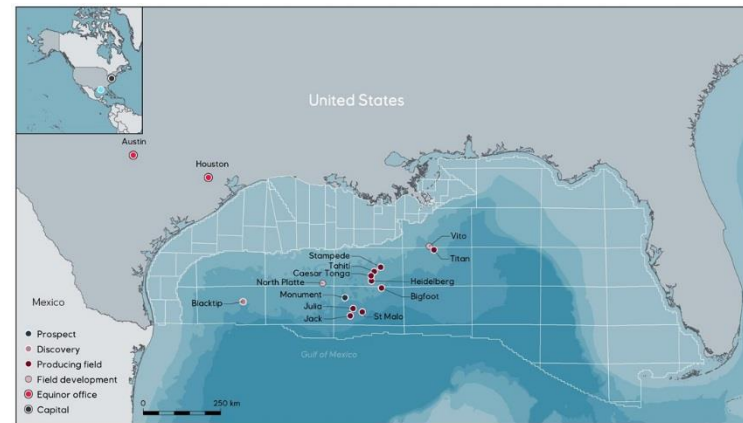 United States
Austin
Houston
Vito
Titan
Stampede
Tahiti
Caesar Tonga
Heidelberg
North Platte
Bigfoot
Monument
Blacktip
Julia
St Malo
Jack
Mexico
Gulf of Mexico
Prospect
Discovery
Producing field
Field development
Equinor office
Capital
0 250 km